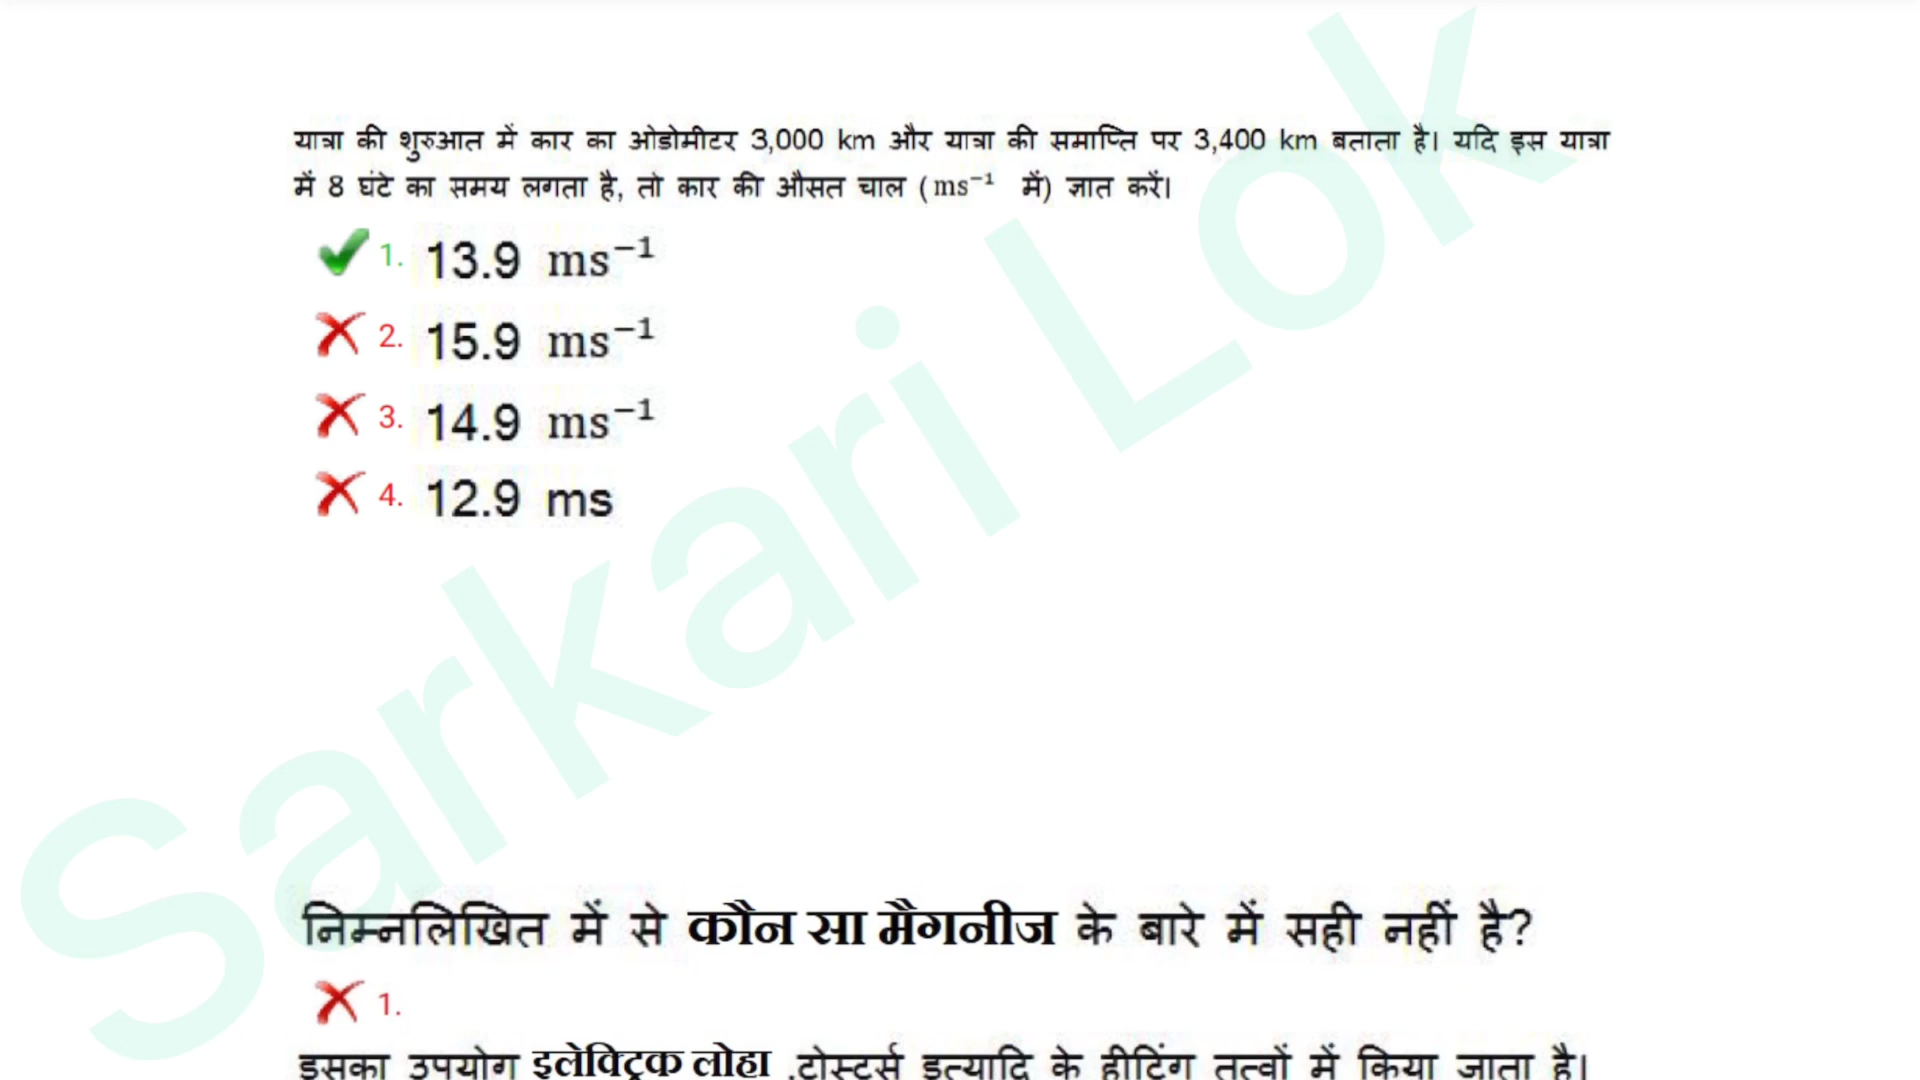 यात्रा की शुरुआत में कार का ओडोमीटर 3,000 km और यात्रा की समाप्ति पर 3,400 km बताता है। यदि इस यात्रा
में 8 घंटे का समय लगता है, तो कार की औसत चाल (ms⁻¹ में) ज्ञात करें।
1. 13.9 ms⁻¹
2. 15.9 ms⁻¹
3. 14.9 ms⁻¹
4. 12.9 ms
निम्नलिखित में से कौन सा मैगनीज के बारे में सही नहीं है?
1.
इसका उपयोग इलेक्ट्रिक लोहा ,टोस्टर्स इत्यादि के हीटिंग तत्वों में किया जाता है।
Sarkari Lok